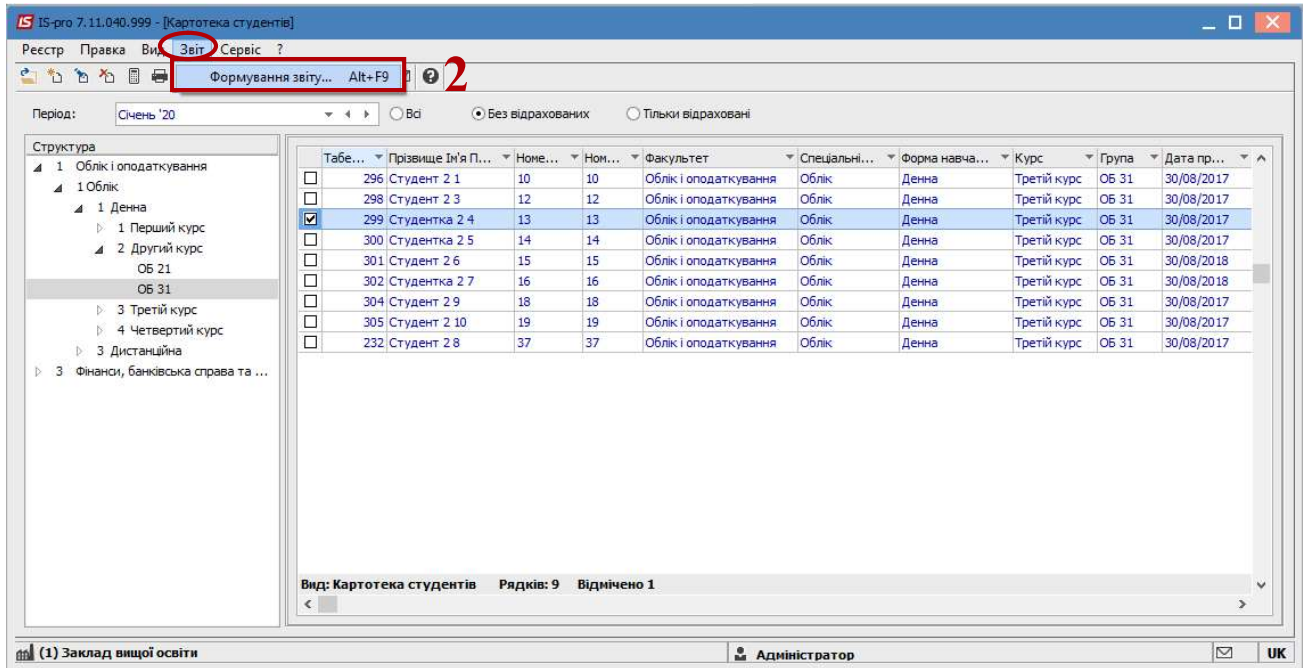 IS-pro 7.11.040.999 - [Картотека студентів]
Реєстр Правка Вид Звіт Сервіс ?
Формування звіту... Alt+F9 2
Період: Січень '20 Всі Без відрахованих Тільки відраховані
Структура
1 Облік і оподаткування
1 Облік
1 Денна
1 Перший курс
2 Другий курс
ОБ 21
ОБ 31
3 Третій курс
4 Четвертий курс
3 Дистанційна
3 Фінанси, банківська справа та ...
Табе... Прізвище Ім'я П... Номе... Ном... Факультет Спеціальні... Форма навча... Курс Група Дата пр...
296 Студент 2 1 10 10 Облік і оподаткування Облік Денна Третій курс ОБ 31 30/08/2017
298 Студент 2 3 12 12 Облік і оподаткування Облік Денна Третій курс ОБ 31 30/08/2017
299 Студентка 2 4 13 13 Облік і оподаткування Облік Денна Третій курс ОБ 31 30/08/2017
300 Студентка 2 5 14 14 Облік і оподаткування Облік Денна Третій курс ОБ 31 30/08/2017
301 Студент 2 6 15 15 Облік і оподаткування Облік Денна Третій курс ОБ 31 30/08/2018
302 Студентка 2 7 16 16 Облік і оподаткування Облік Денна Третій курс ОБ 31 30/08/2018
304 Студент 2 9 18 18 Облік і оподаткування Облік Денна Третій курс ОБ 31 30/08/2017
305 Студент 2 10 19 19 Облік і оподаткування Облік Денна Третій курс ОБ 31 30/08/2017
232 Студент 2 8 37 37 Облік і оподаткування Облік Денна Третій курс ОБ 31 30/08/2017
Вид: Картотека студентів Рядків: 9 Відмічено 1
(1) Заклад вищої освіти Адміністратор UK